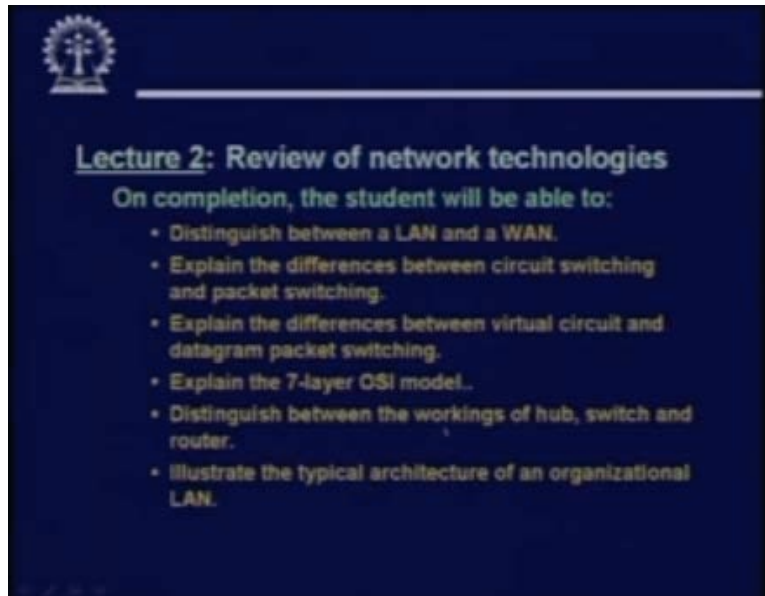 Lecture 2: Review of network technologies
On completion, the student will be able to:
• Distinguish between a LAN and a WAN.
• Explain the differences between circuit switching
and packet switching.
• Explain the differences between virtual circuit and
datagram packet switching.
• Explain the 7-layer OSI model..
• Distinguish between the workings of hub, switch and
router.
• Illustrate the typical architecture of an organizational
LAN.